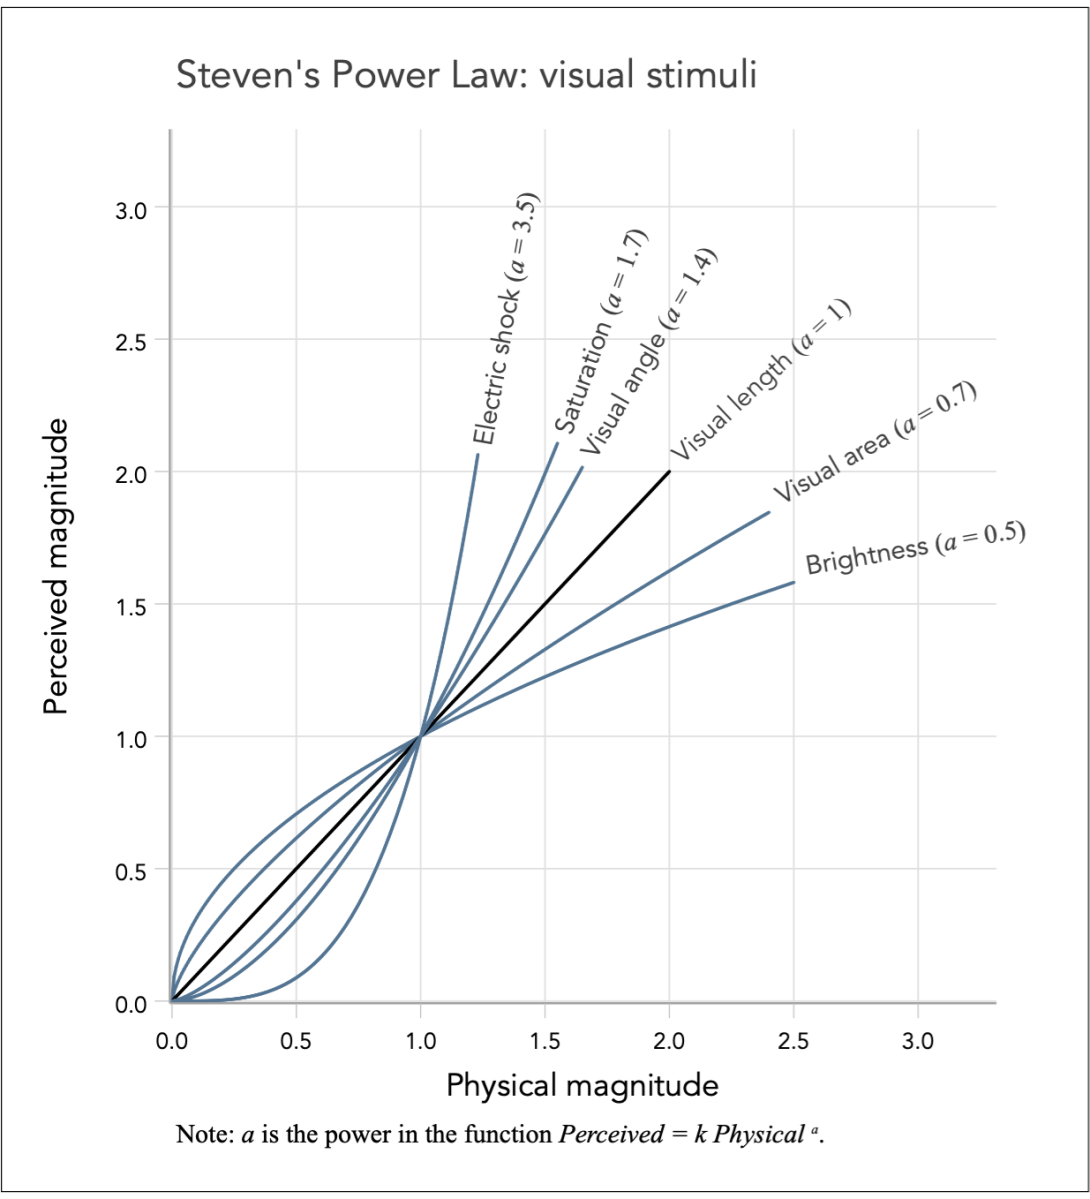 Steven's Power Law: visual stimuli
Perceived magnitude
3.0
2.5
2.0
1.5
1.0
0.5
0.0
Electric shock (a = 3.5)
Saturation (a = 1.7)
Visual angle (a = 1.4)
Visual length (a = 1)
Visual area (a = 0.7)
Brightness (a = 0.5)
0.0 0.5 1.0 1.5 2.0 2.5 3.0
Physical magnitude
Note: a is the power in the function Perceived = k Physical ᵃ.